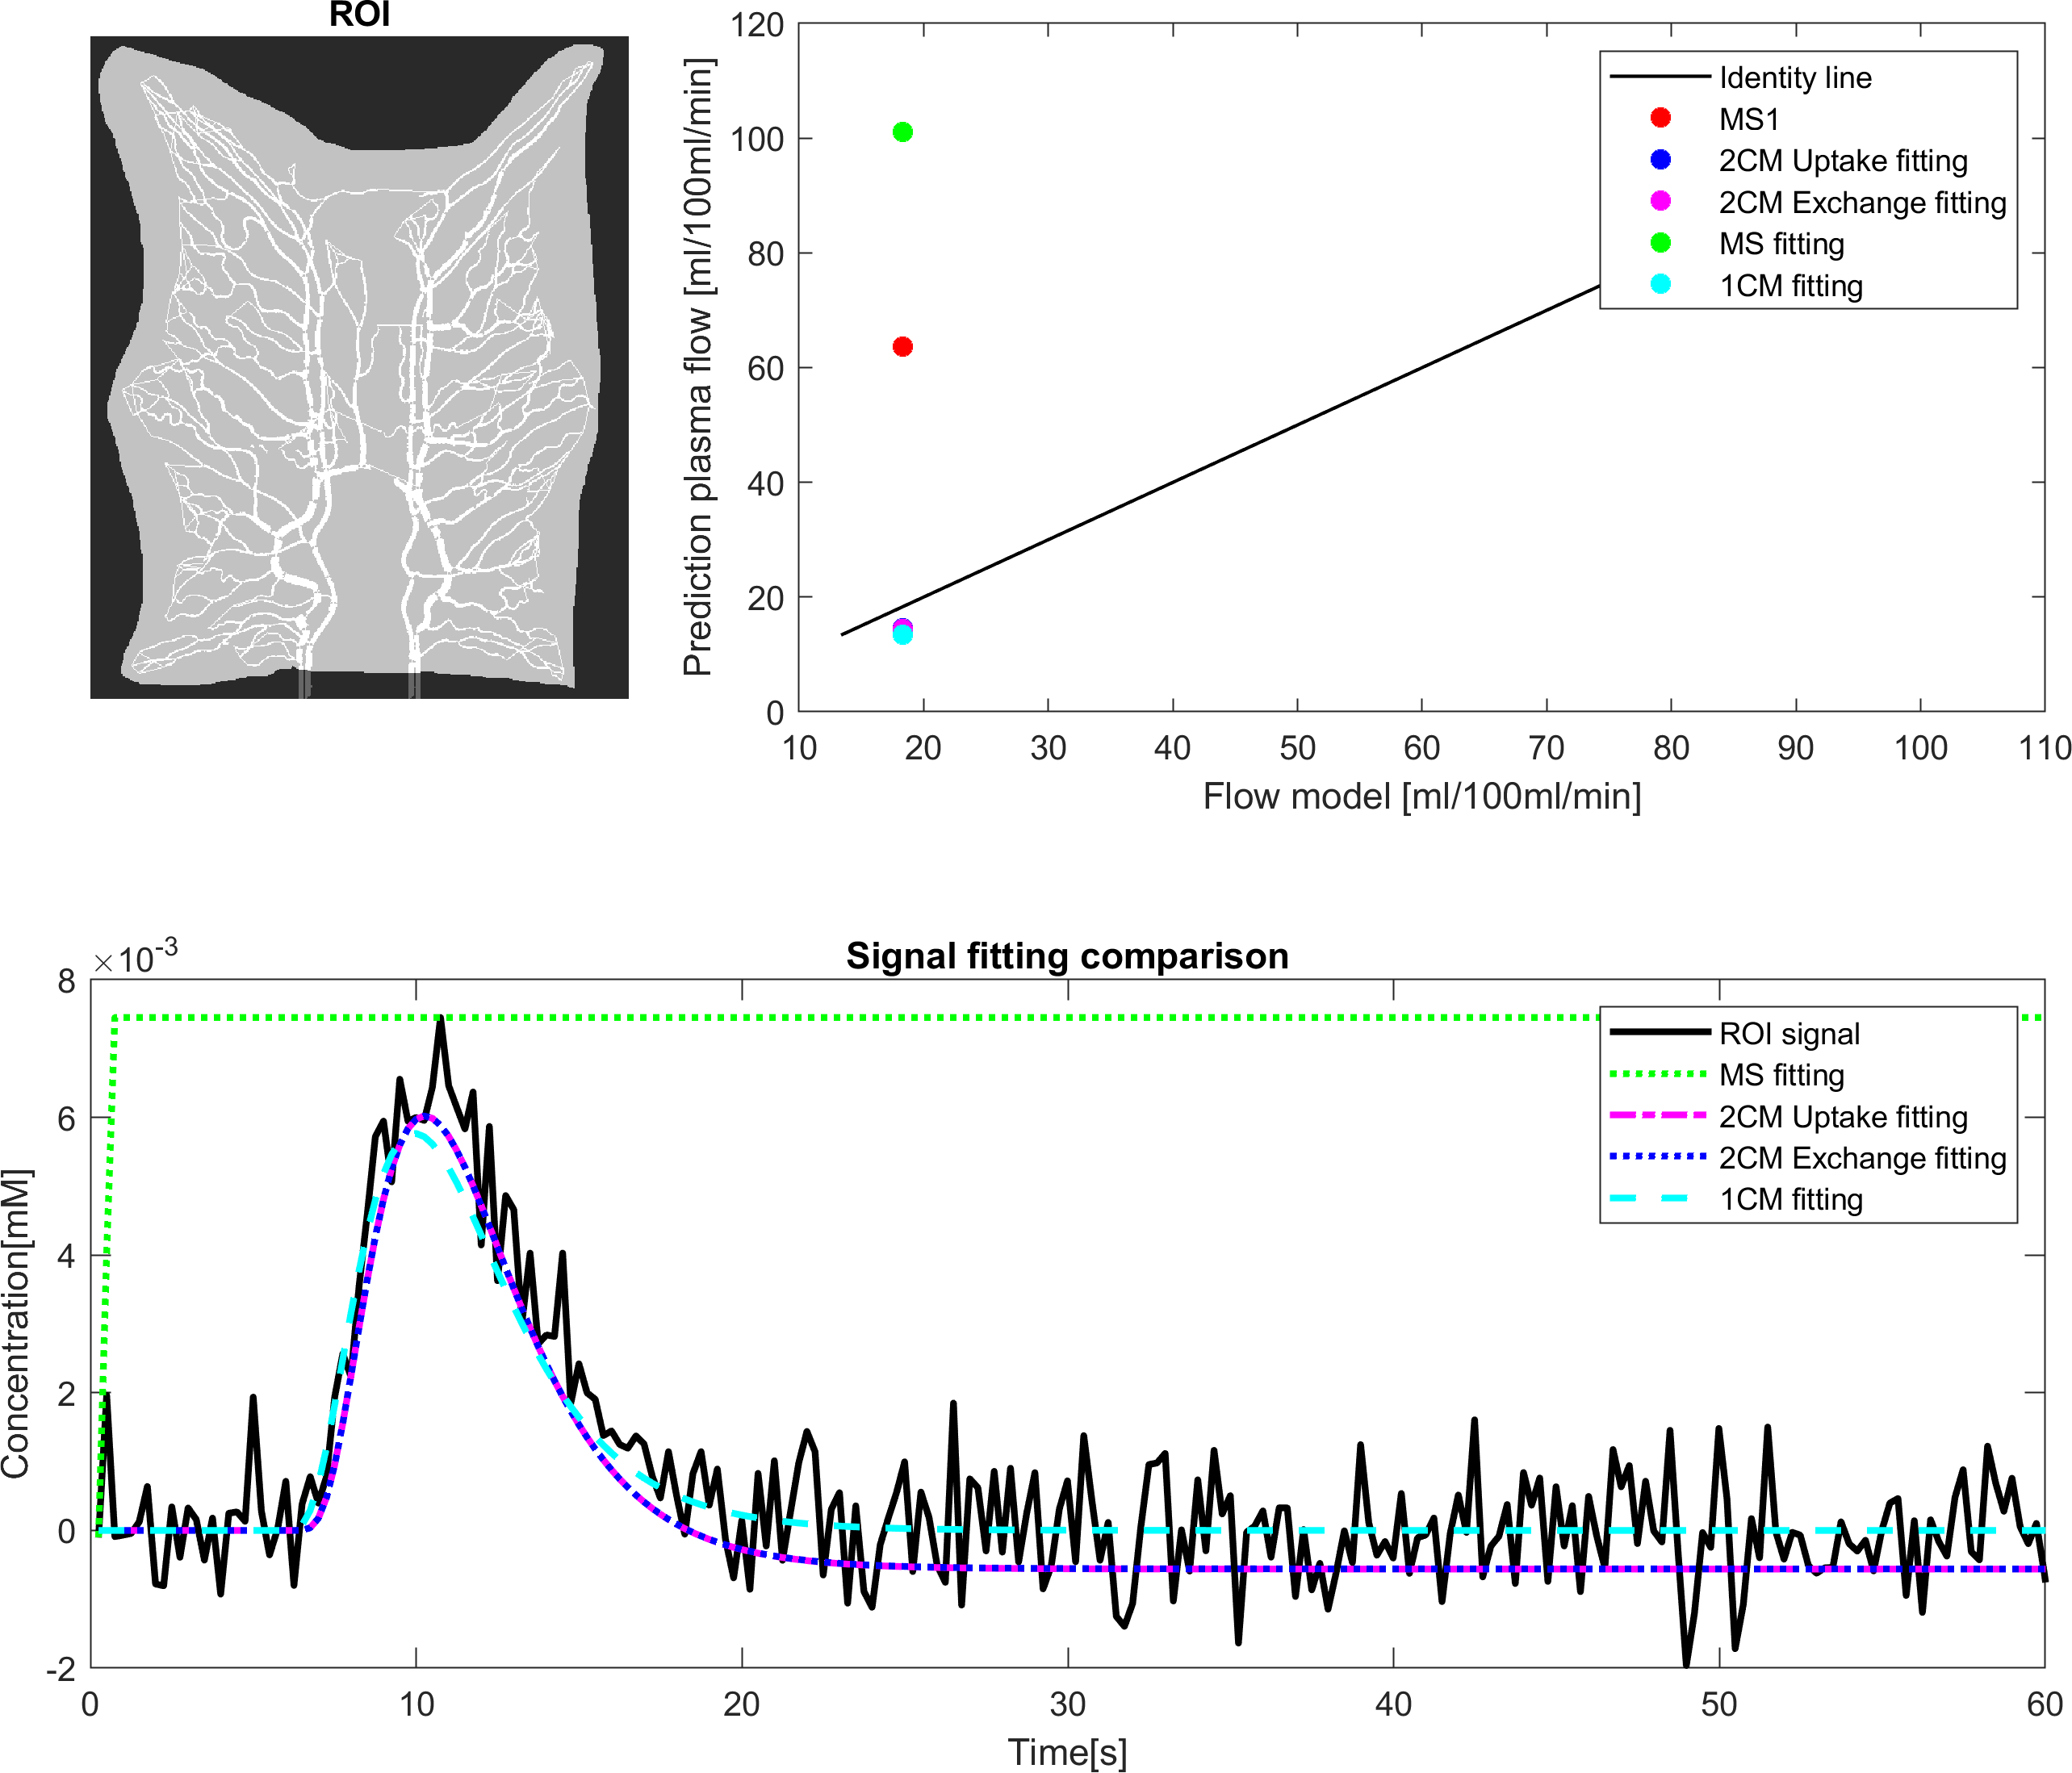 ROI
120
100
80
60
40
20
0
Prediction plasma flow [ml/100ml/min]
Identity line
MS1
2CM Uptake fitting
2CM Exchange fitting
MS fitting
1CM fitting
10 20 30 40 50 60 70 80 90 100 110
Flow model [ml/100ml/min]
Signal fitting comparison
×10-3
8
6
4
2
0
-2
Concentration[mM]
ROI signal
MS fitting
2CM Uptake fitting
2CM Exchange fitting
1CM fitting
0 10 20 30 40 50 60
Time[s]